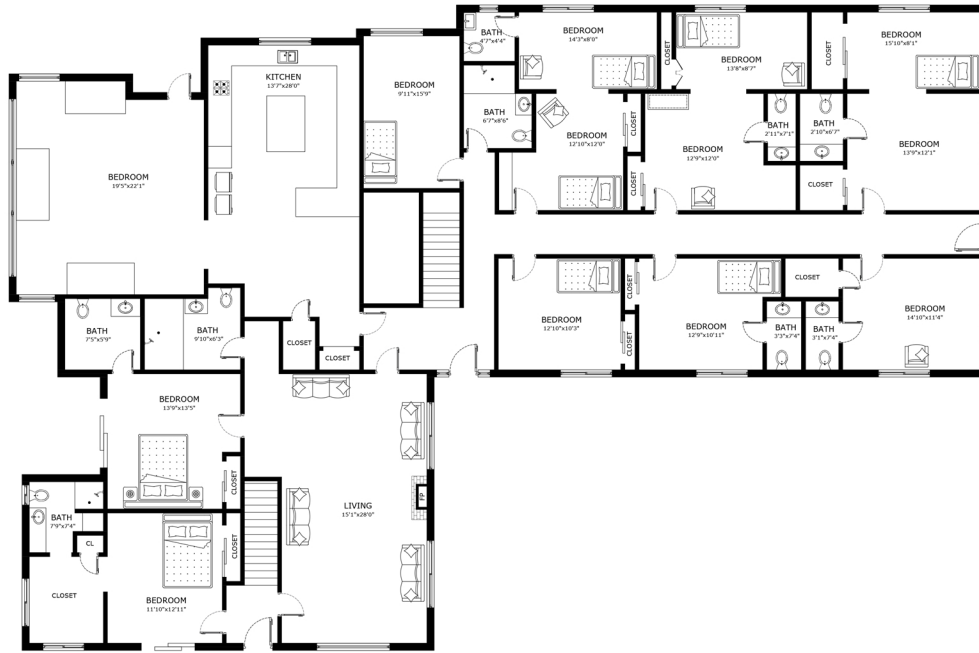 BATH
4'7"x4'4"
BEDROOM
14'3"x8'0"
CLOSET
BEDROOM
13'8"x8'7"
CLOSET
BEDROOM
15'10"x8'1"
KITCHEN
13'7"x28'0"
BEDROOM
9'11"x15'9"
BATH
6'7"x8'6"
BEDROOM
12'10"x12'0"
CLOSET
CLOSET
BEDROOM
12'9"x12'0"
BATH
2'11"x7'1"
BATH
2'10"x6'7"
CLOSET
BEDROOM
13'9"x12'1"
BEDROOM
19'5"x22'1"
BEDROOM
12'10"x10'3"
CLOSET
CLOSET
BEDROOM
12'9"x10'11"
CLOSET
BATH
3'3"x7'4"
BATH
3'1"x7'4"
BEDROOM
14'10"x11'4"
BATH
7'5"x5'9"
BATH
9'10"x6'3"
CLOSET
CLOSET
BEDROOM
13'9"x13'5"
CLOSET
BATH
7'9"x7'4"
CL
CLOSET
CLOSET
BEDROOM
11'10"x12'11"
LIVING
15'1"x28'0"
FP